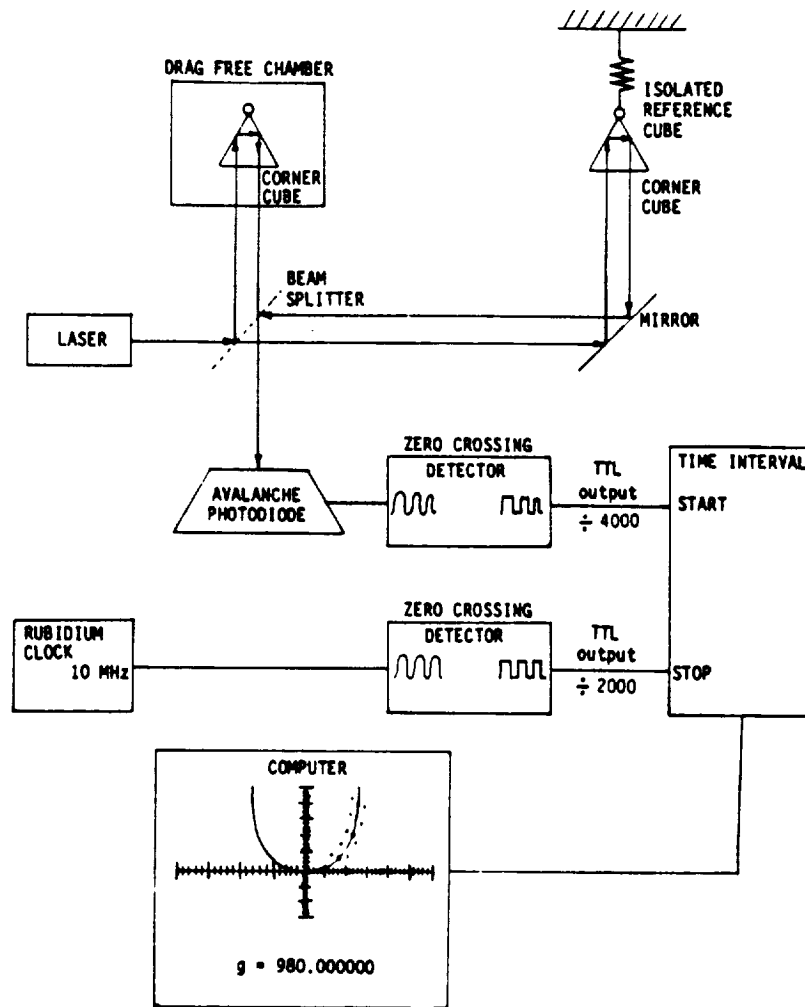 DRAG FREE CHAMBER
CORNER
CUBE
ISOLATED
REFERENCE
CUBE
CORNER
CUBE
BEAM
SPLITTER
LASER
MIRROR
AVALANCHE
PHOTODIODE
ZERO CROSSING
DETECTOR
TTL
output
÷ 4000
TIME INTERVAL
START
RUBIDIUM
CLOCK
10 MHz
ZERO CROSSING
DETECTOR
TTL
output
÷ 2000
STOP
COMPUTER
g = 980.000000